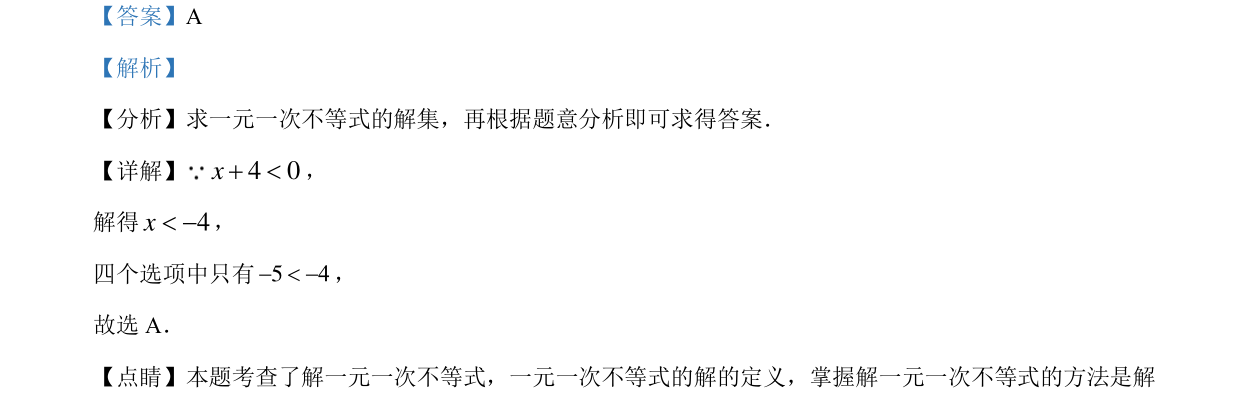 【答案】A
【解析】
【分析】求一元一次不等式的解集，再根据题意分析即可求得答案．
【详解】∵ x + 4 < 0，
解得 x < −4，
四个选项中只有 −5 < −4，
故选 A．
【点睛】本题考查了解一元一次不等式，一元一次不等式的解的定义，掌握解一元一次不等式的方法是解